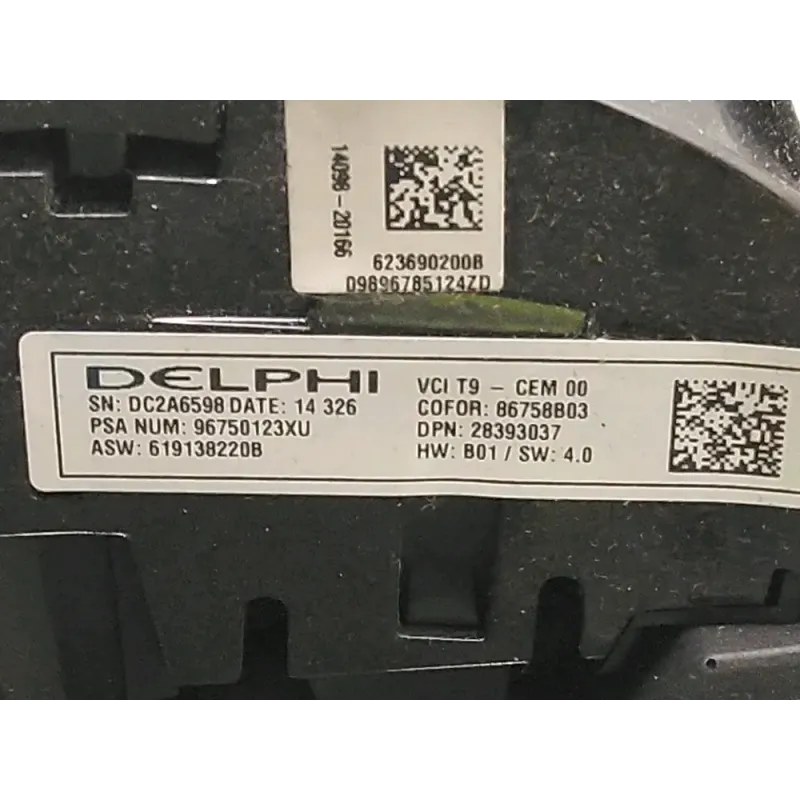 14098 - 20166
623690200B
09896785124ZD
DELPHI
SN: DC2A6598 DATE: 14 326
PSA NUM: 96750123XU
ASW: 619138220B
VCI T9 - CEM 00
COFOR: 86758B03
DPN: 28393037
HW: B01 / SW: 4.0